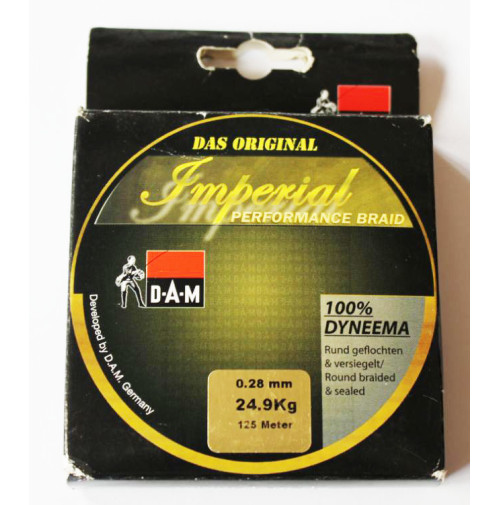 DAS ORIGINAL
Imperial
PERFORMANCE BRAID
D·A·M
Developed by D.A.M. Germany
100%
DYNEEMA
Rund geflochten
& versiegelt/
Round braided
& sealed
0.28 mm
24.9Kg
125 Meter